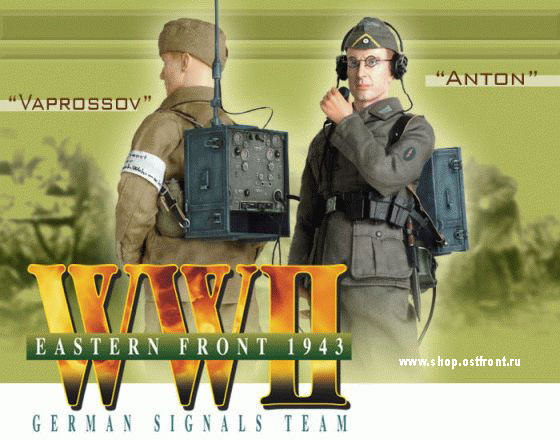 “ANTON”
“VAPROSSOV”
WWII
EASTERN FRONT 1943
www.shop.ostfront.ru
GERMAN SIGNALS TEAM